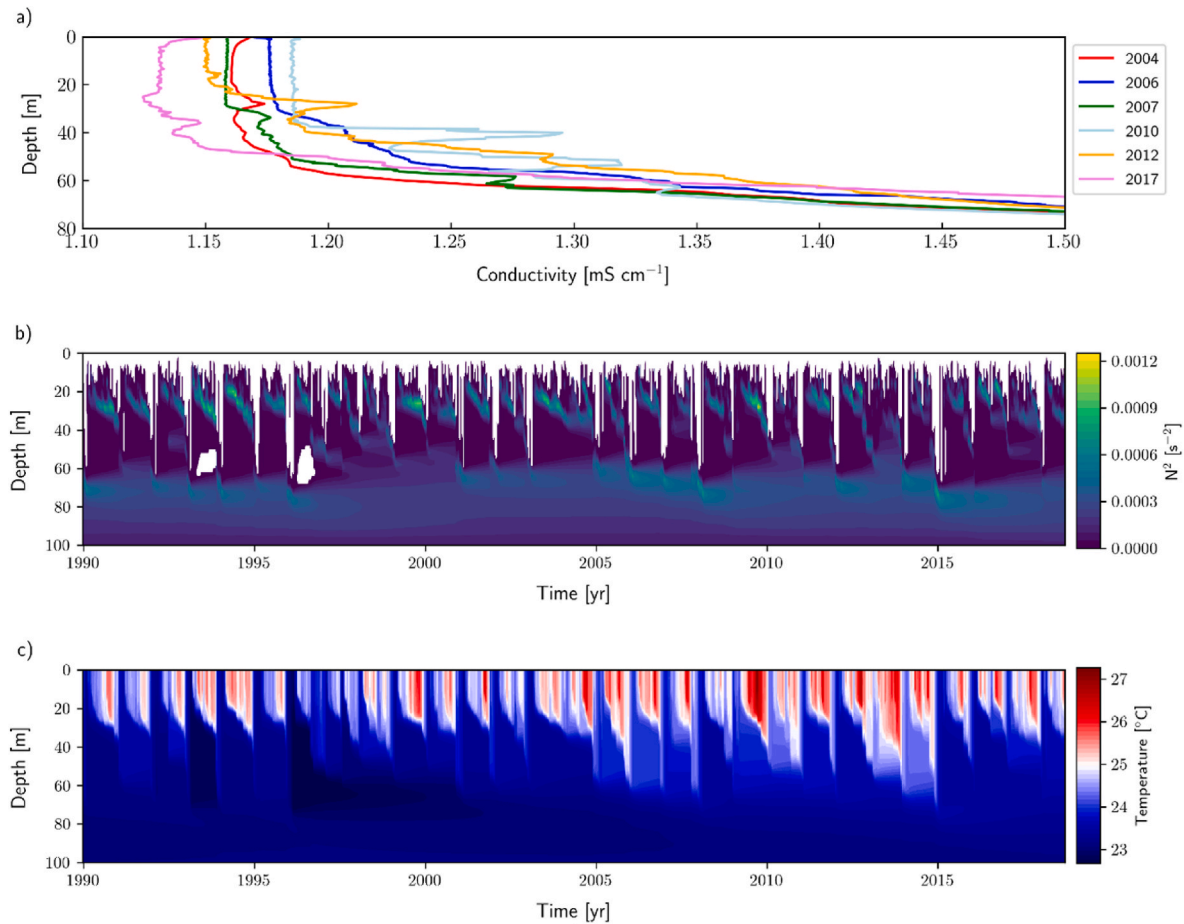 a)
0
20
40
60
80
Depth [m]
1.10 1.15 1.20 1.25 1.30 1.35 1.40 1.45 1.50
Conductivity [mS cm⁻¹]
2004
2006
2007
2010
2012
2017
b)
0
20
40
60
80
100
Depth [m]
1990 1995 2000 2005 2010 2015
Time [yr]
0.0012
0.0009
0.0006
0.0003
0.0000
N² [s⁻²]
c)
0
20
40
60
80
100
Depth [m]
1990 1995 2000 2005 2010 2015
Time [yr]
27
26
25
24
23
Temperature [°C]